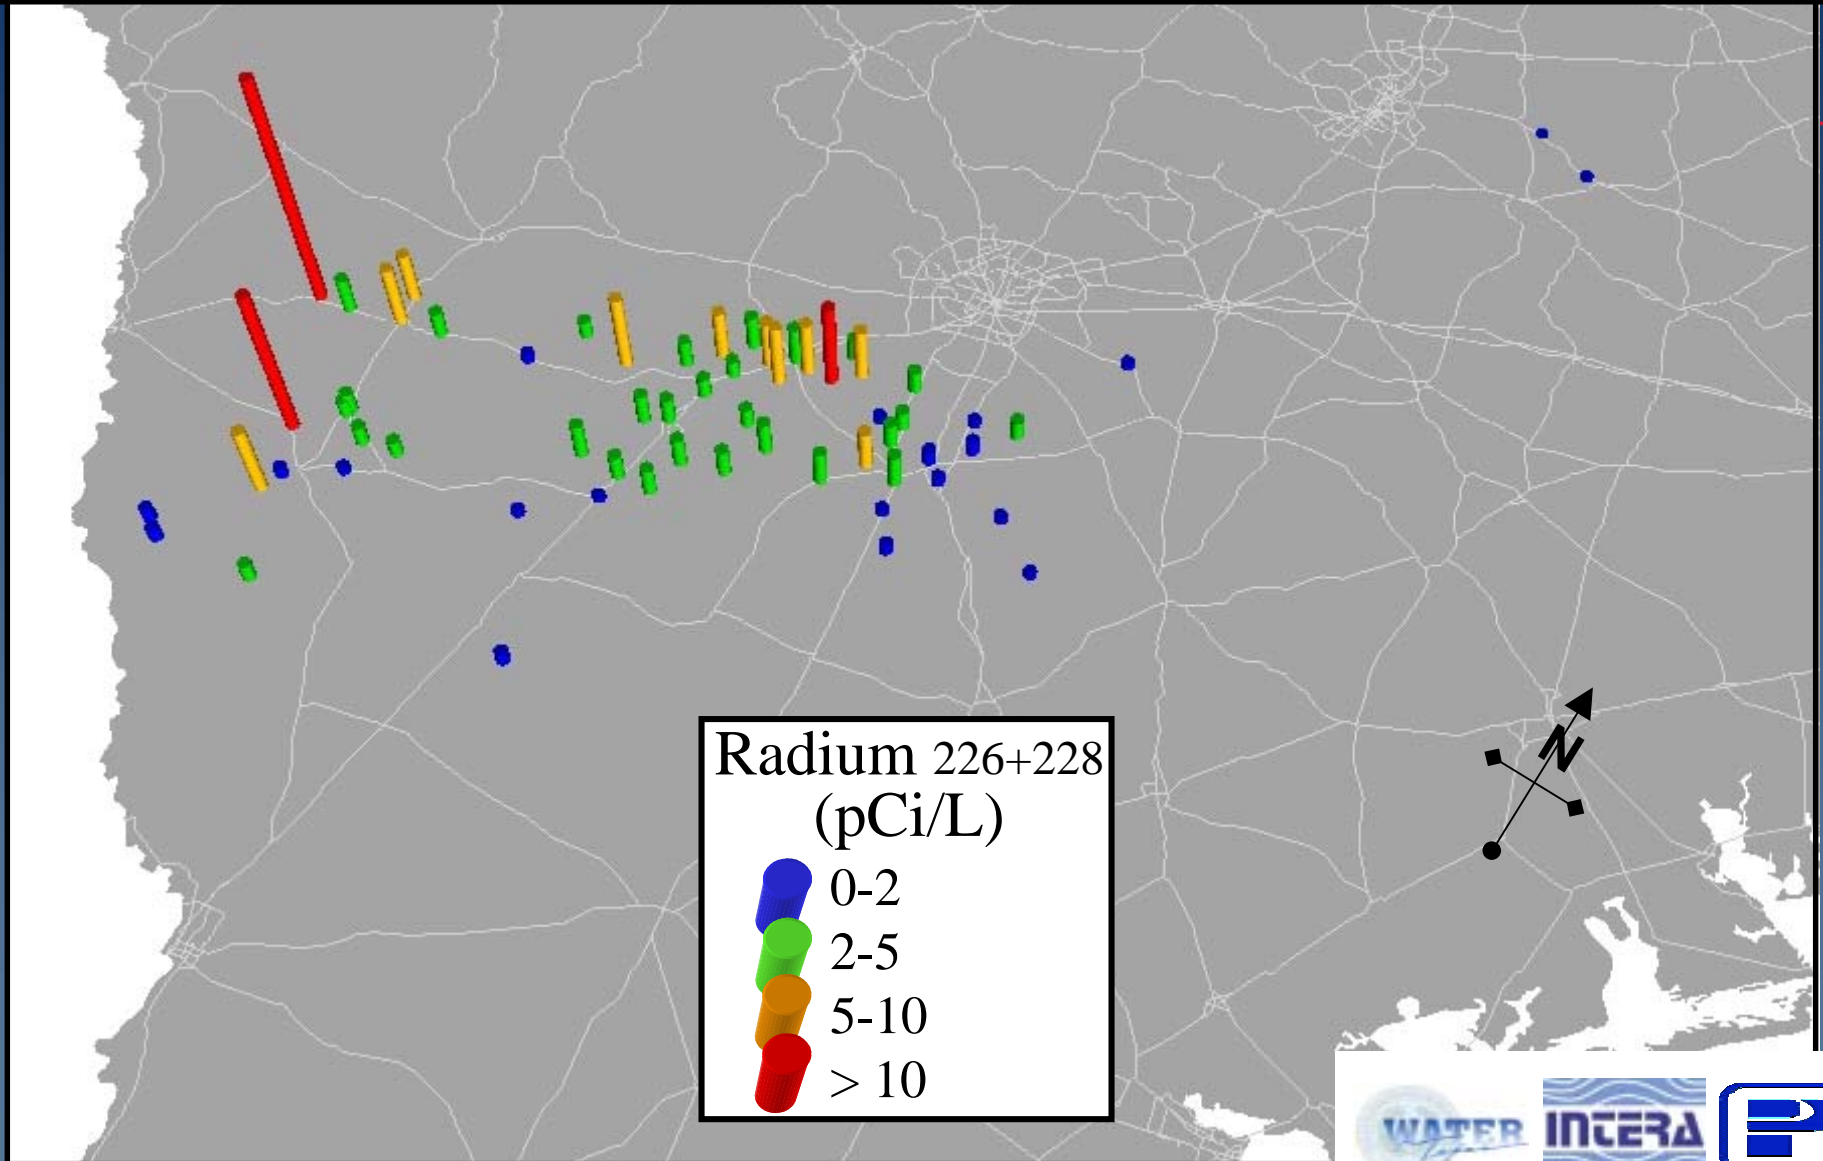 Radium 226+228
(pCi/L)
0-2
2-5
5-10
> 10
N
WATER
INTERA
P